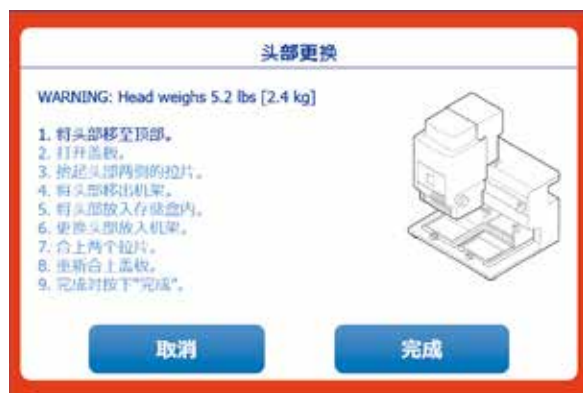 头部更换
WARNING: Head weighs 5.2 lbs [2.4 kg]
1. 将头部移至顶部。
2. 打开盖板。
3. 抬起头部两侧的拉片。
4. 将头部移出机架。
5. 将头部放入存储盒内。
6. 更换头部放入机架。
7. 合上两个拉片。
8. 重新合上盖板。
9. 完成时按下"完成"。
取消
完成